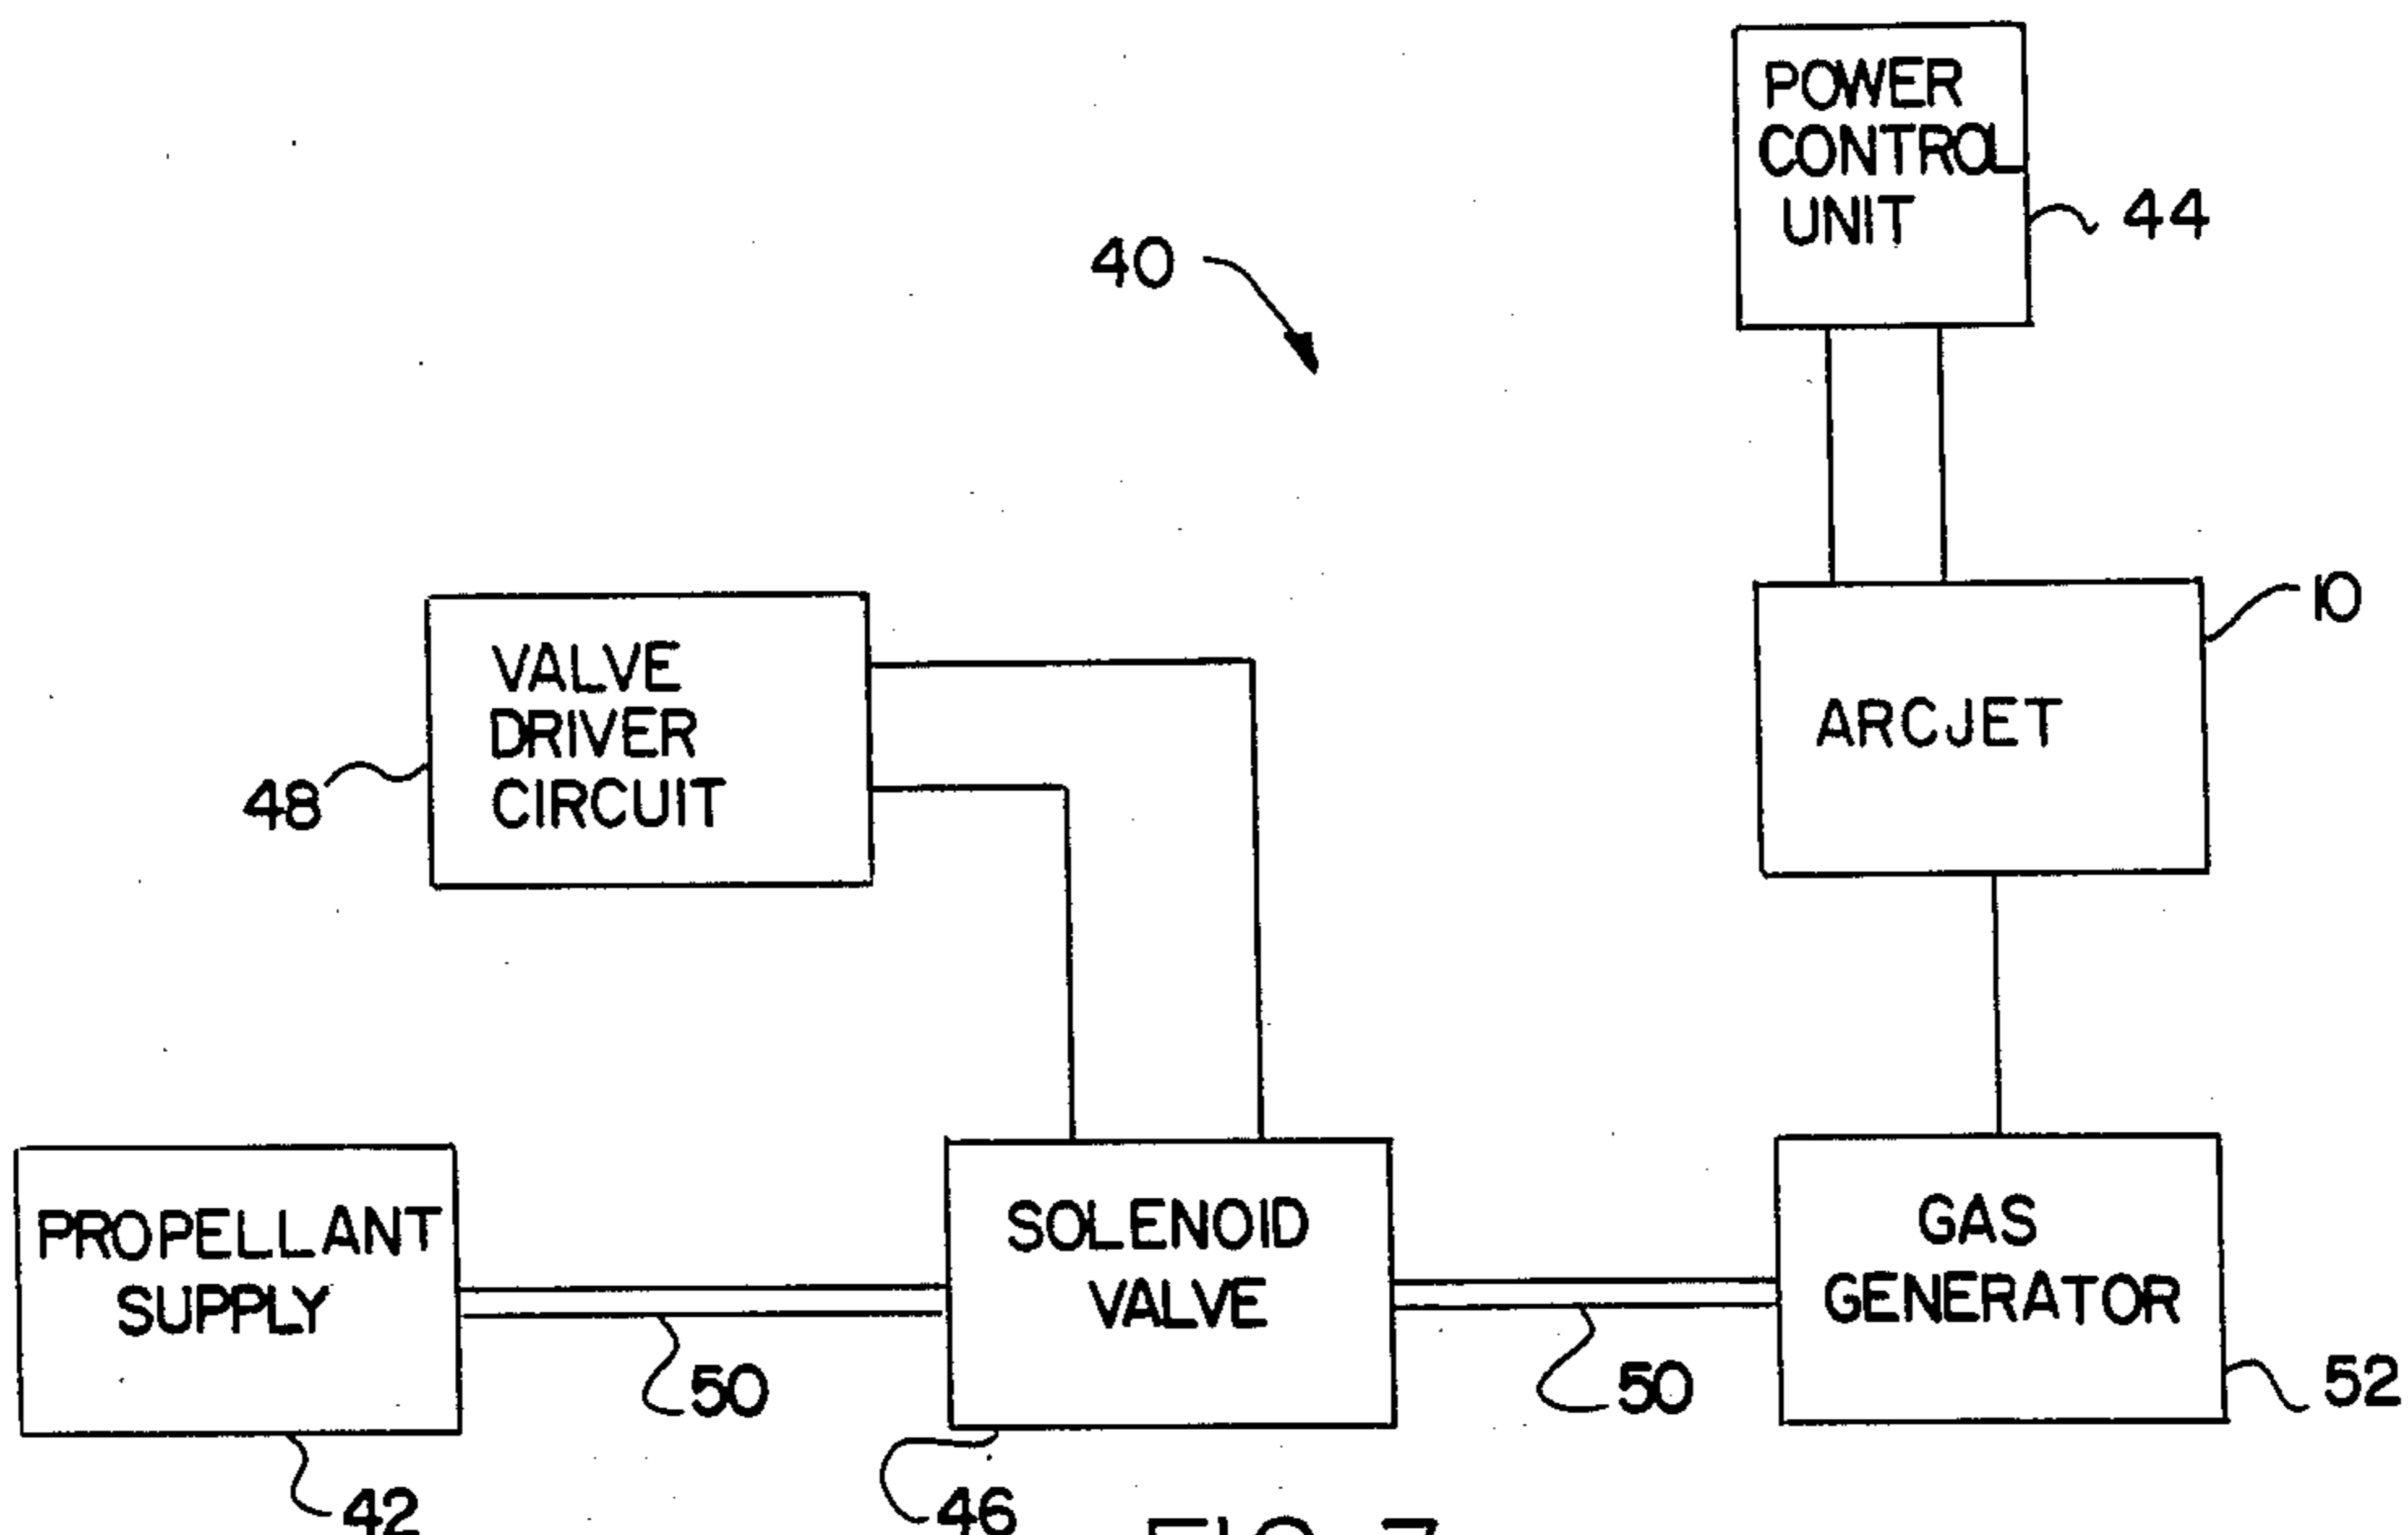 POWER
CONTROL
UNIT
44
40
10
ARCJET
VALVE
DRIVER
CIRCUIT
48
PROPELLANT
SUPPLY
SOLENOID
VALVE
GAS
GENERATOR
50
50
52
42
46